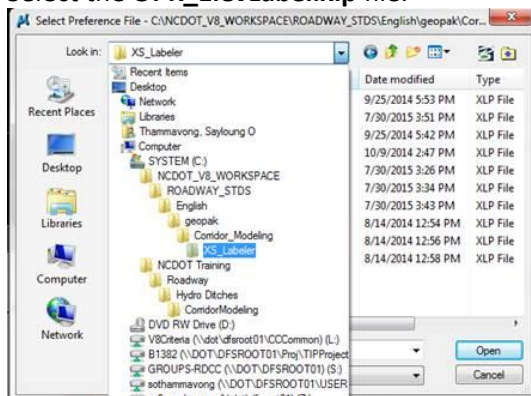 Select Preference File - C:\NCDOT_V8_WORKSPACE\ROADWAY_STDS\English\geopak\Cor...
Look in:
XS_Labeler
Recent Items
Desktop
Network
Libraries
Thammavong, Sayloung O
Computer
SYSTEM (C:)
NCDOT_V8_WORKSPACE
ROADWAY_STDS
English
geopak
Corridor_Modeling
XS_Labeler
NCDOT Training
Roadway
Hydro Ditches
CorridorModeling
DVD RW Drive (D:)
V8Criteria (\\dot\dfsroot01\CCCommon) (L:)
B1382 (\\DOT\DFSROOT01\Proj\TIPProject
GROUPS-RDCC (\\DOT\DFSROOT01) (S:)
sothammavong (\\DOT\DFSROOT01\USER
Recent Places
Desktop
Libraries
Computer
Network
Date modified Type
9/25/2014 5:53 PM XLP File
7/30/2015 3:51 PM XLP File
9/25/2014 5:42 PM XLP File
10/9/2014 2:47 PM XLP File
7/30/2015 3:26 PM XLP File
7/30/2015 3:34 PM XLP File
7/30/2015 3:43 PM XLP File
8/14/2014 12:54 PM XLP File
8/14/2014 12:56 PM XLP File
8/14/2014 12:58 PM XLP File
Open
Cancel